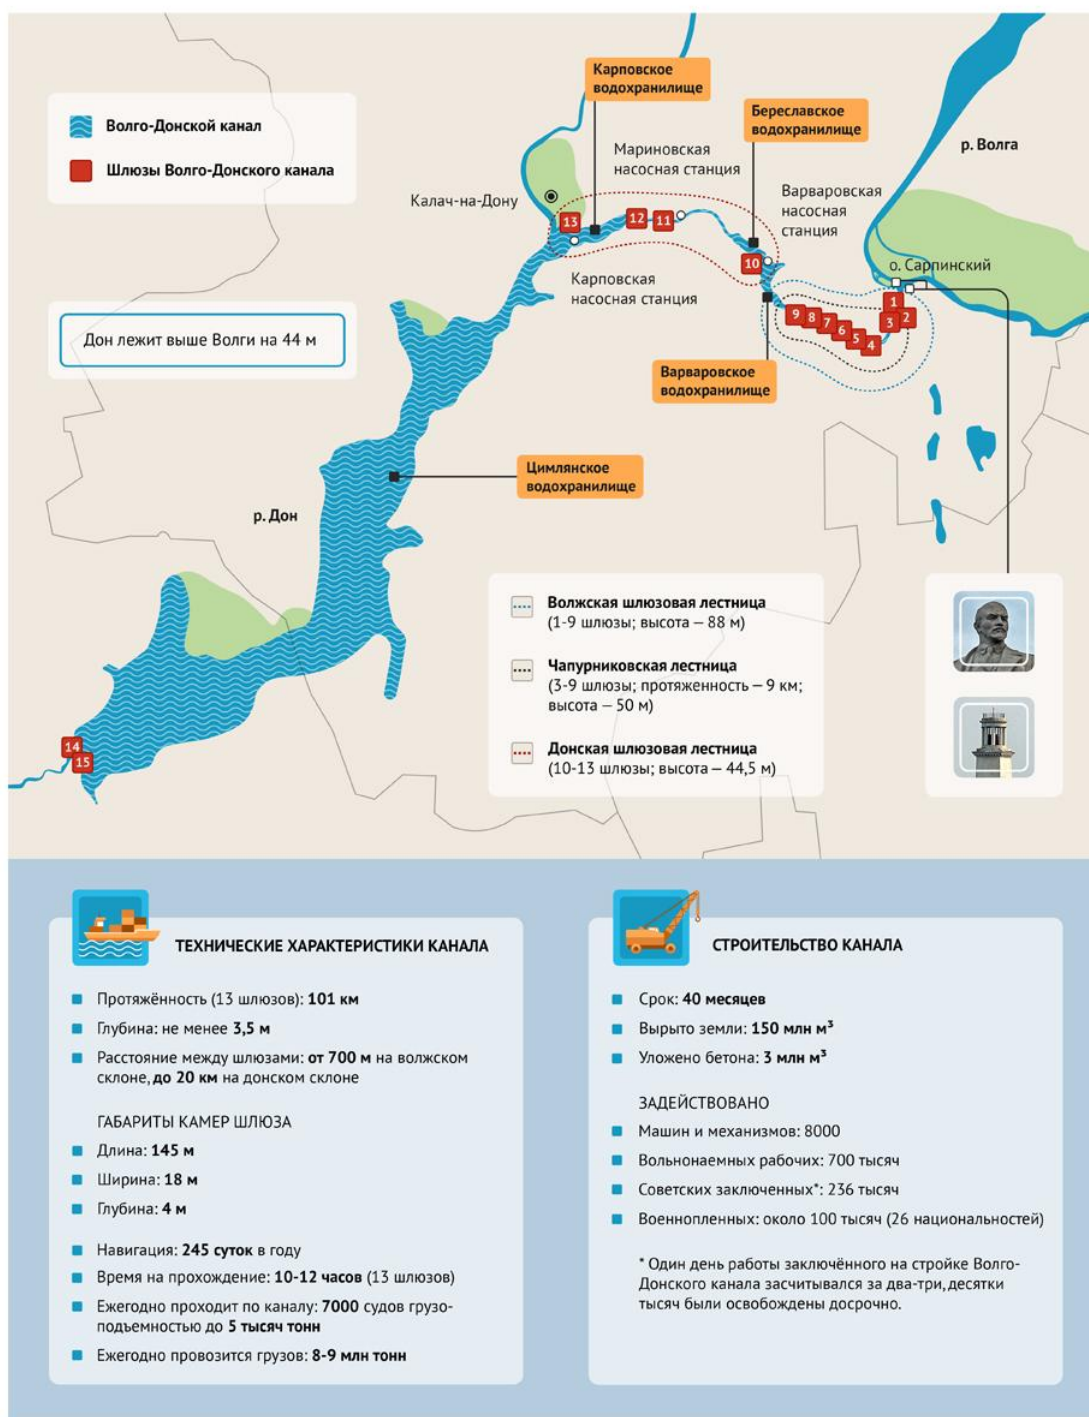 Карповское
водохранилище
Береславское
водохранилище
Волго-Донской канал
Шлюзы Волго-Донского канала
р. Волга
Мариновская
насосная станция
Варваровская
насосная
станция
Калач-на-Дону
13
12
11
10
о. Сарпинский
Карповская
насосная станция
1
2
3
9
8
7
6
5
4
Дон лежит выше Волги на 44 м
Варваровское
водохранилище
Цимлянское
водохранилище
р. Дон
Волжская шлюзовая лестница
(1-9 шлюзы; высота — 88 м)
Чапурниковская лестница
(3-9 шлюзы; протяженность — 9 км;
высота — 50 м)
Донская шлюзовая лестница
(10-13 шлюзы; высота — 44,5 м)
14
15
ТЕХНИЧЕСКИЕ ХАРАКТЕРИСТИКИ КАНАЛА
Протяжённость (13 шлюзов): 101 км
Глубина: не менее 3,5 м
Расстояние между шлюзами: от 700 м на волжском
склоне, до 20 км на донском склоне
ГАБАРИТЫ КАМЕР ШЛЮЗА
Длина: 145 м
Ширина: 18 м
Глубина: 4 м
Навигация: 245 суток в году
Время на прохождение: 10-12 часов (13 шлюзов)
Ежегодно проходит по каналу: 7000 судов грузо-
подъемностью до 5 тысяч тонн
Ежегодно провозится грузов: 8-9 млн тонн
СТРОИТЕЛЬСТВО КАНАЛА
Срок: 40 месяцев
Вырыто земли: 150 млн м³
Уложено бетона: 3 млн м³
ЗАДЕЙСТВОВАНО
Машин и механизмов: 8000
Вольнонаемных рабочих: 700 тысяч
Советских заключенных*: 236 тысяч
Военнопленных: около 100 тысяч (26 национальностей)
* Один день работы заключённого на стройке Волго-
Донского канала засчитывался за два-три, десятки
тысяч были освобождены досрочно.